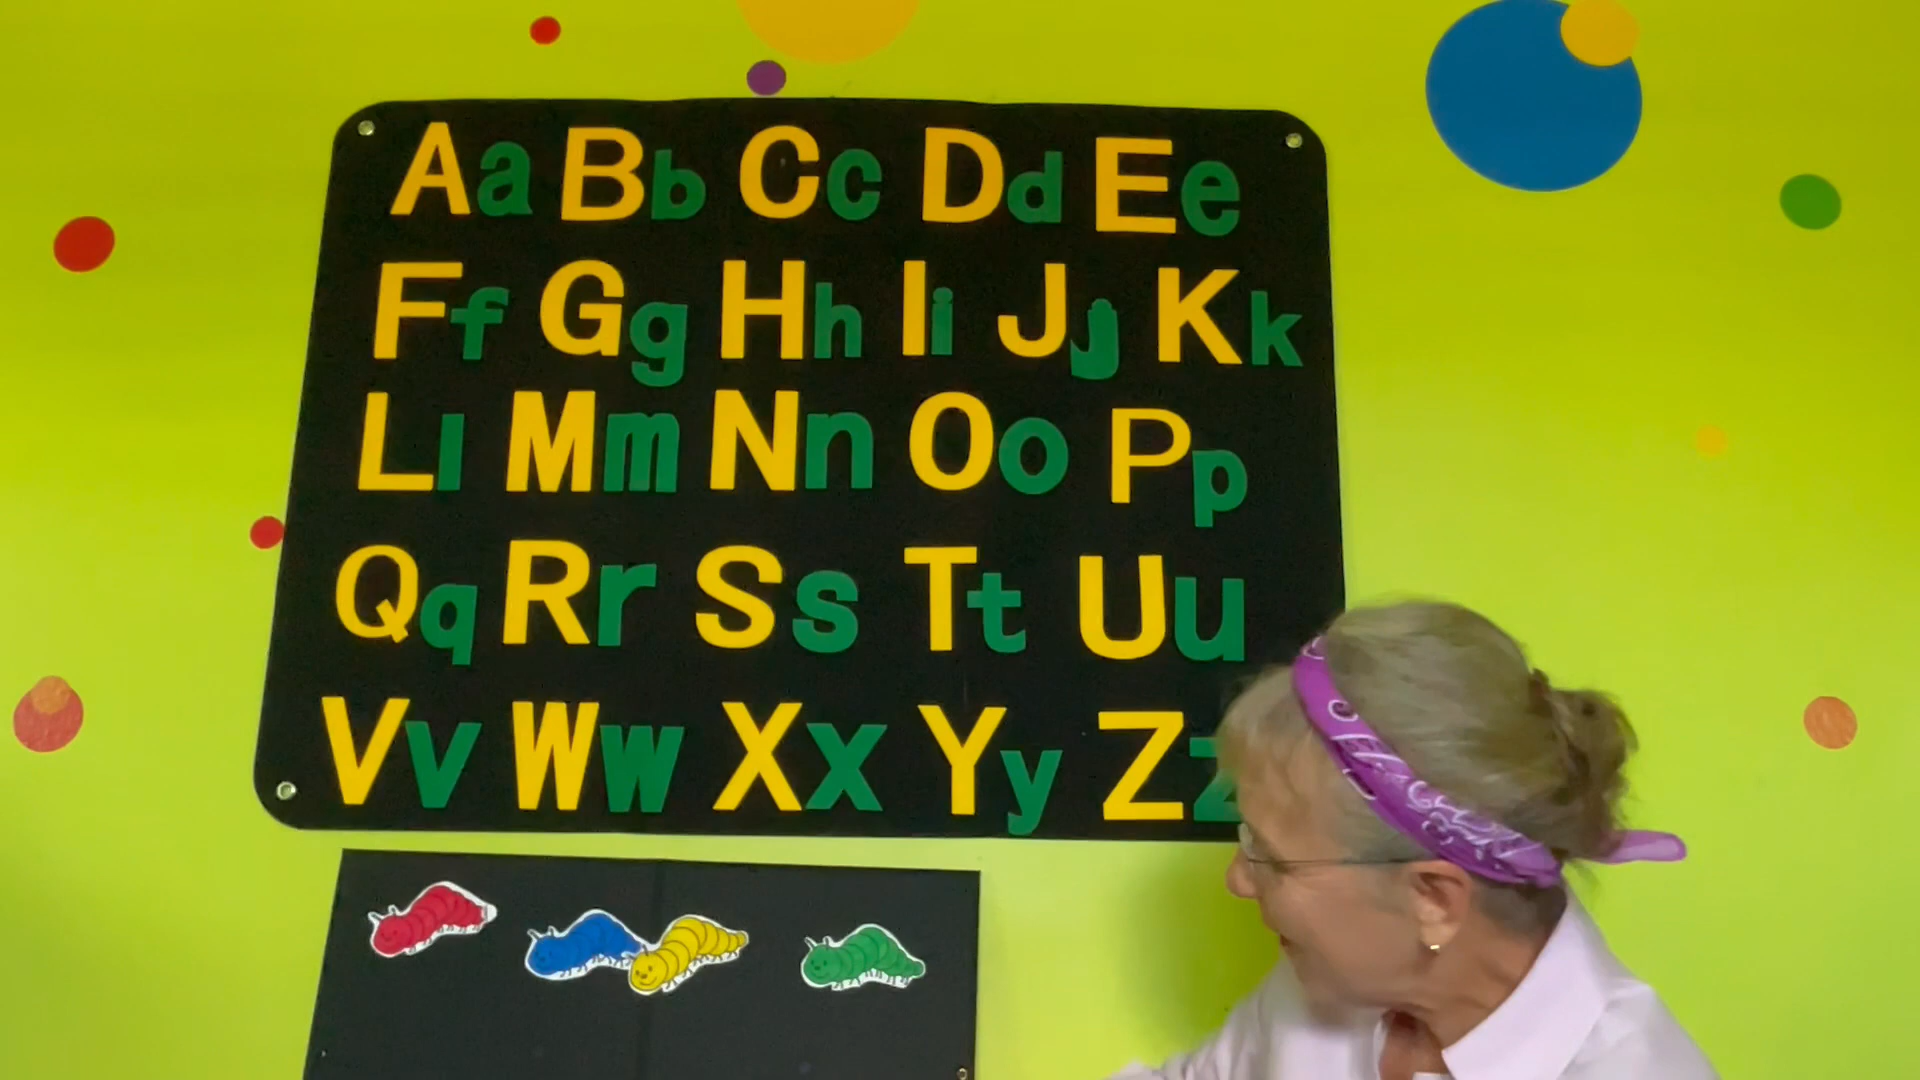 Aa Bb Cc Dd Ee
Ff Gg Hh Ii Jj Kk
Ll Mm Nn Oo Pp
Qq Rr Ss Tt Uu
Vv Ww Xx Yy Zz